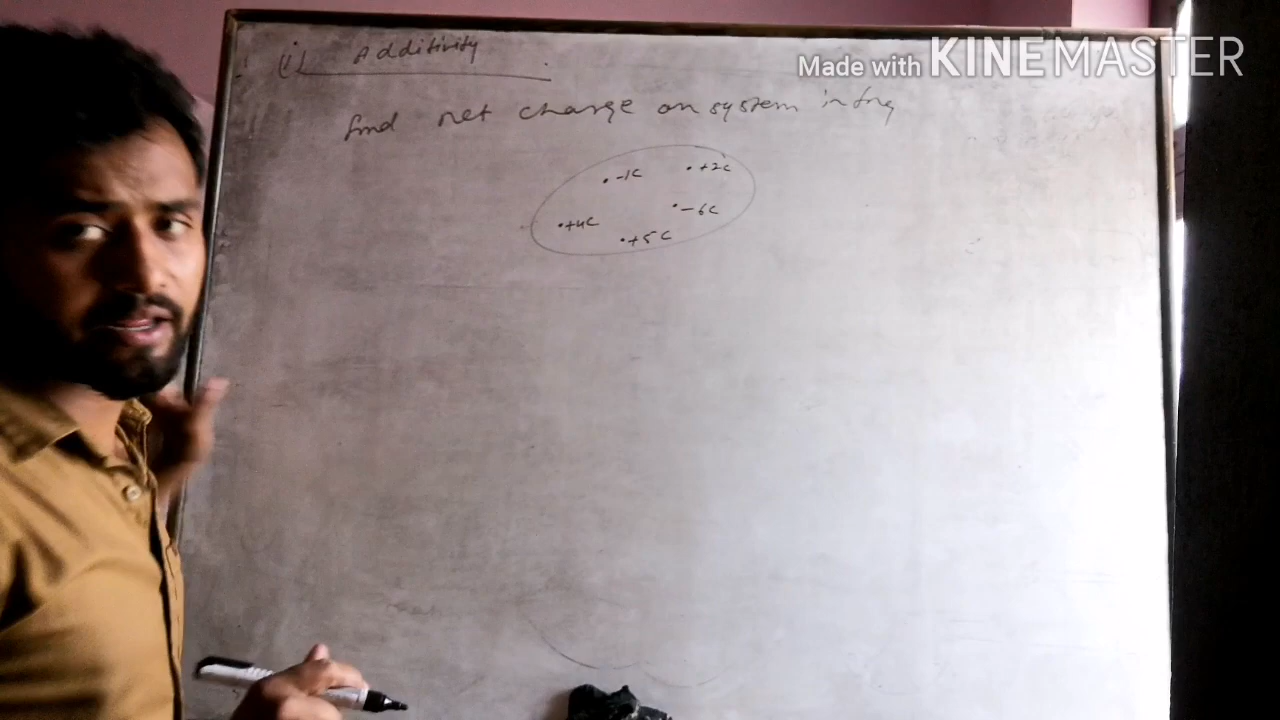 (i) Additivity
Made with KINEMASTER
find net charge on system in fig
-1C +2C
+4C -6C
+5C